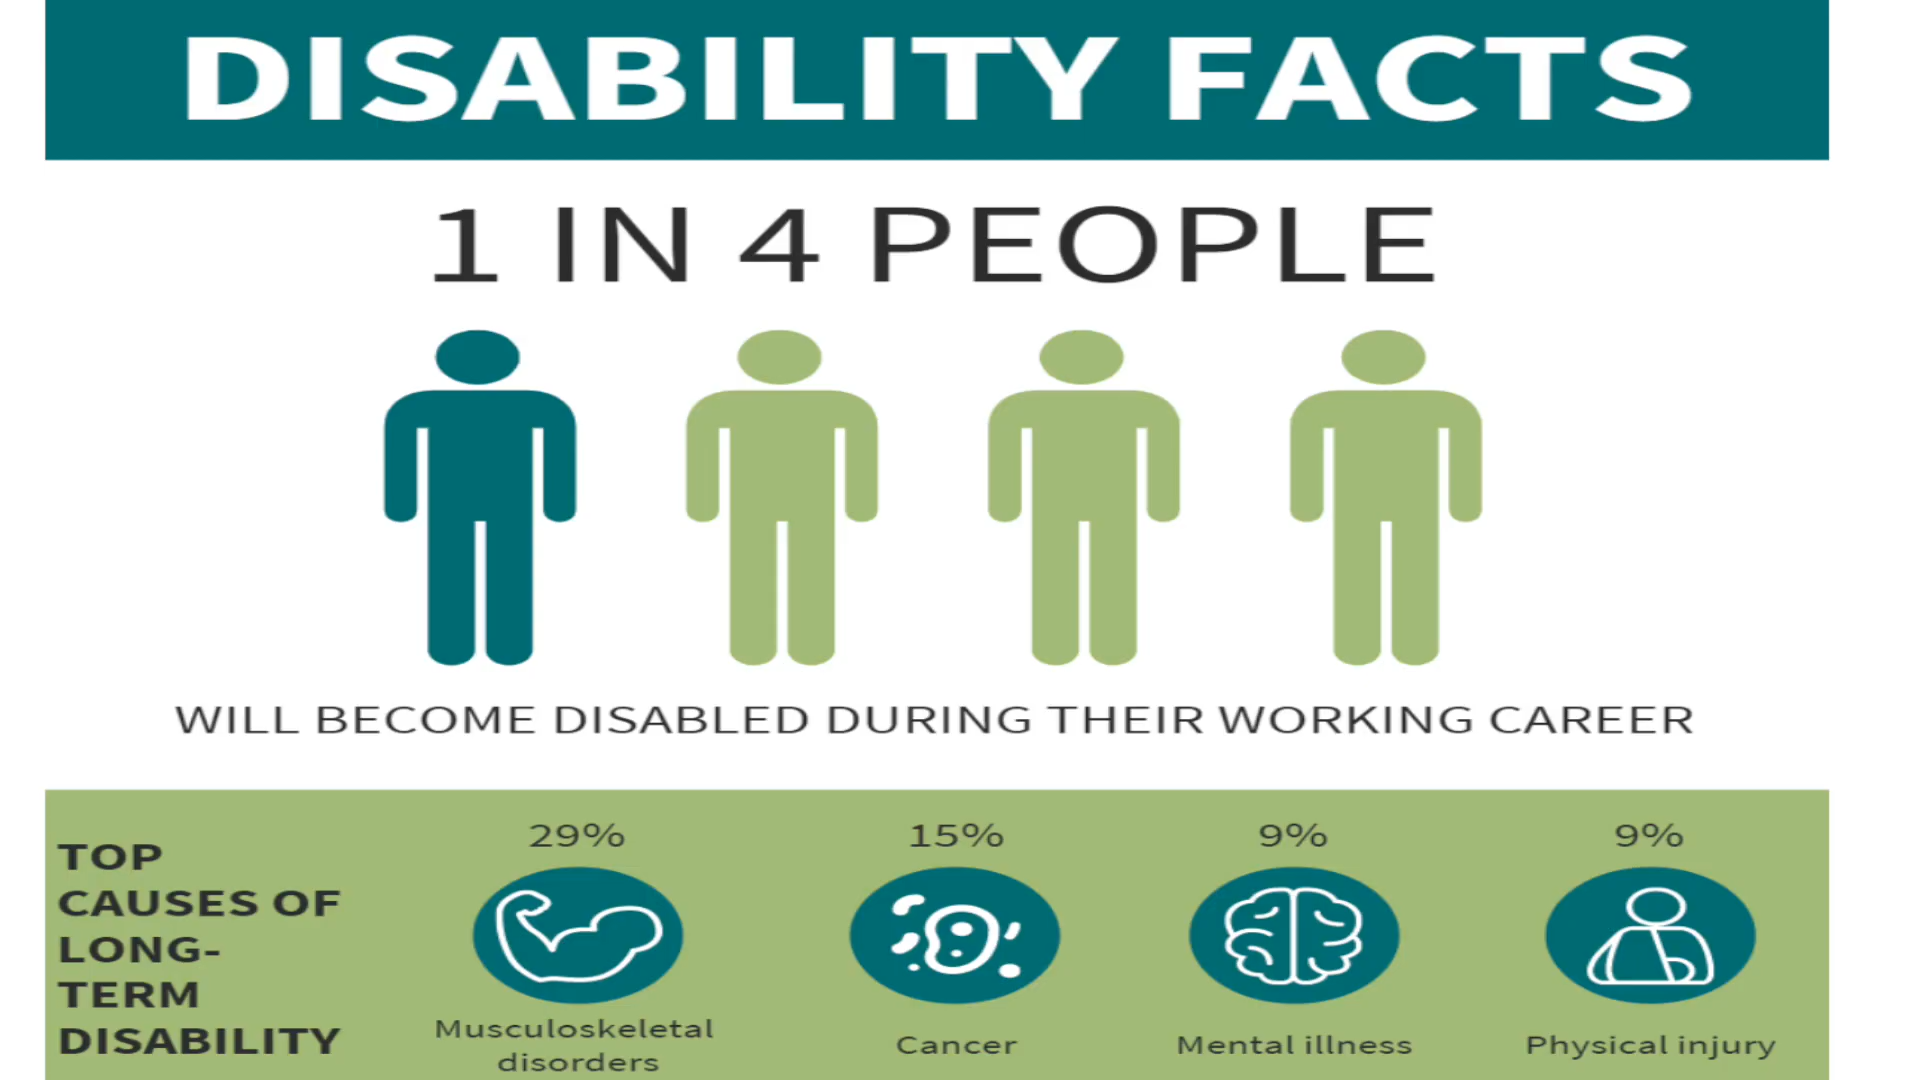 DISABILITY FACTS
1 IN 4 PEOPLE
WILL BECOME DISABLED DURING THEIR WORKING CAREER
TOP
CAUSES OF
LONG-
TERM
DISABILITY
29%
Musculoskeletal
disorders
15%
Cancer
9%
Mental illness
9%
Physical injury